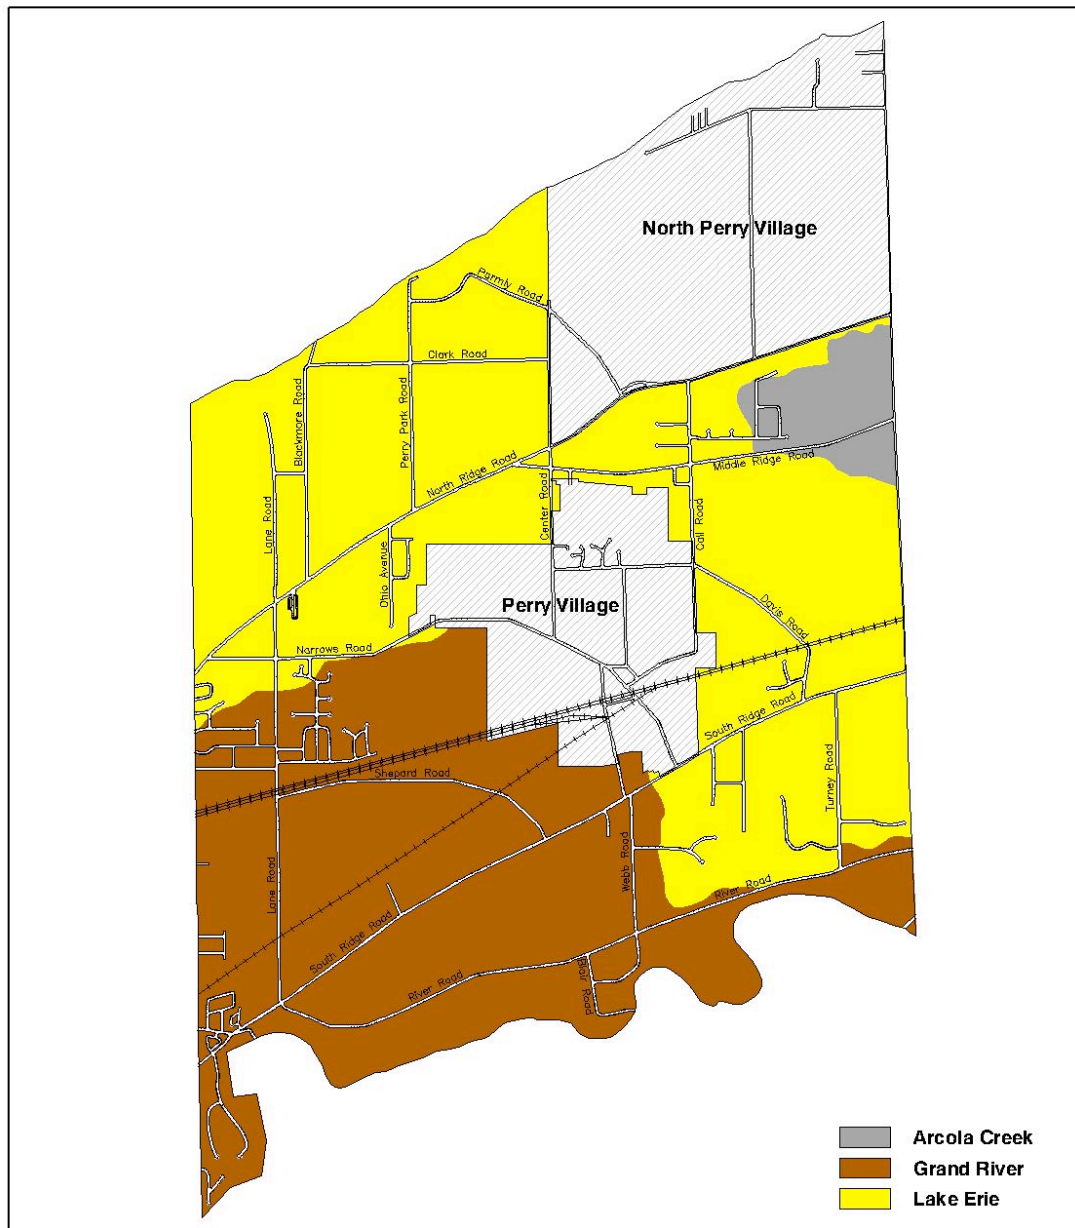 North Perry Village
Parmly Road
Clark Road
Blackmore Road
Perry Park Road
North Ridge Road
Middle Ridge Road
Lane Road
Center Road
Call Road
Ohio Avenue
Perry Village
Davis Road
Narrows Road
South Ridge Road
Shepard Road
Turney Road
Lane Road
Webb Road
River Road
South Ridge Road
River Road
Blair Road
Arcola Creek
Grand River
Lake Erie